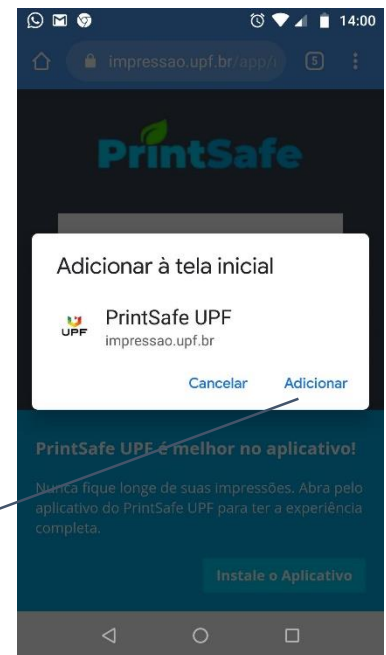 14:00
impressao.upf.br/app/
5
PrintSafe
Adicionar à tela inicial
UPF
PrintSafe UPF
impressao.upf.br
Cancelar Adicionar
PrintSafe UPF é melhor no aplicativo!
Nunca fique longe de suas impressões. Abra pelo
aplicativo do PrintSafe UPF para ter a experiência
completa.
Instale o Aplicativo